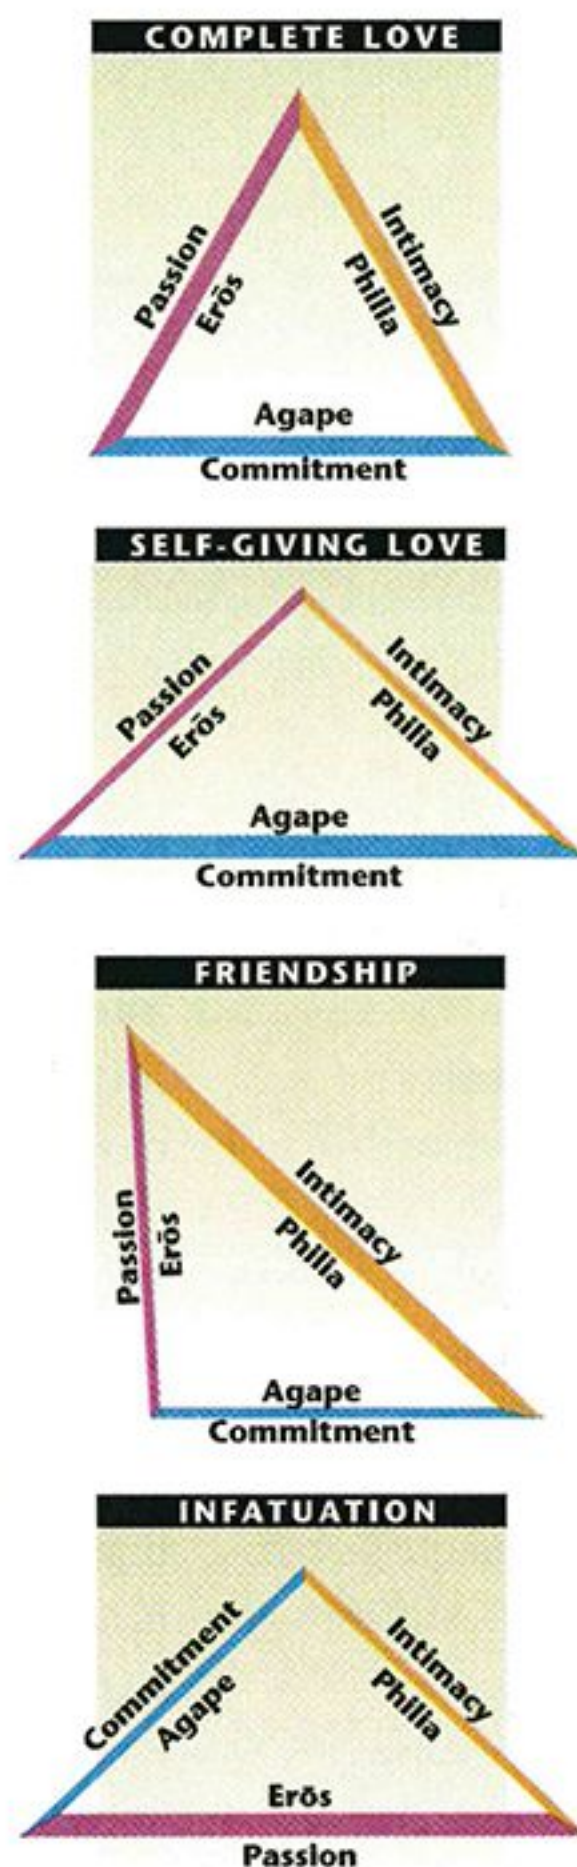 COMPLETE LOVE
Passion
Erōs
Intimacy
Philia
Agape
Commitment
SELF-GIVING LOVE
Passion
Erōs
Intimacy
Philia
Agape
Commitment
FRIENDSHIP
Passion
Erōs
Intimacy
Philia
Agape
Commitment
INFATUATION
Commitment
Agape
Intimacy
Philia
Erōs
Passion